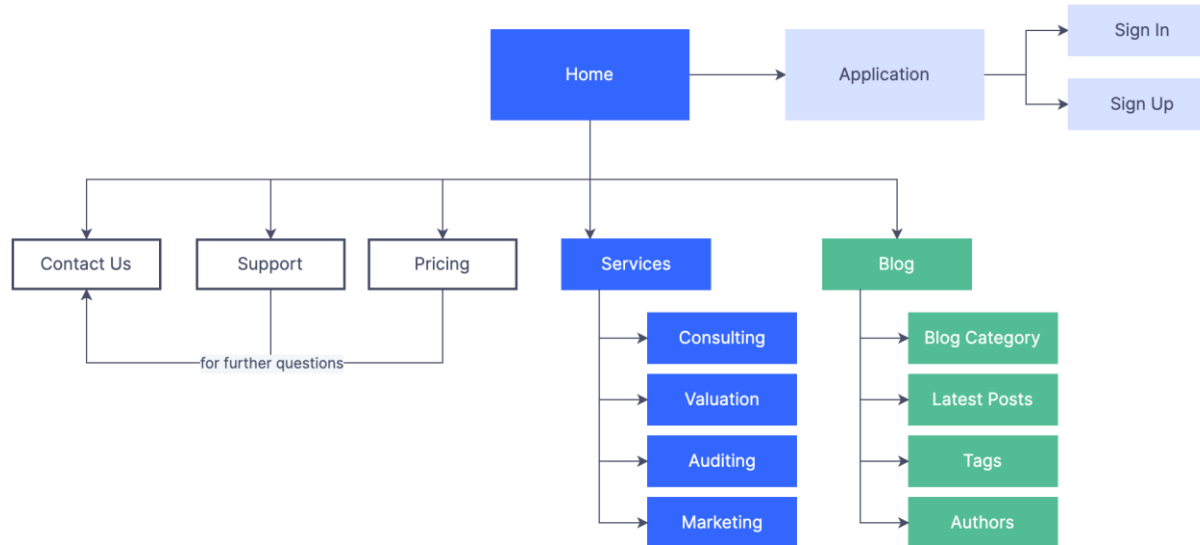 Home
Application
Sign In
Sign Up
Contact Us
Support
Pricing
Services
Blog
for further questions
Consulting
Valuation
Auditing
Marketing
Blog Category
Latest Posts
Tags
Authors